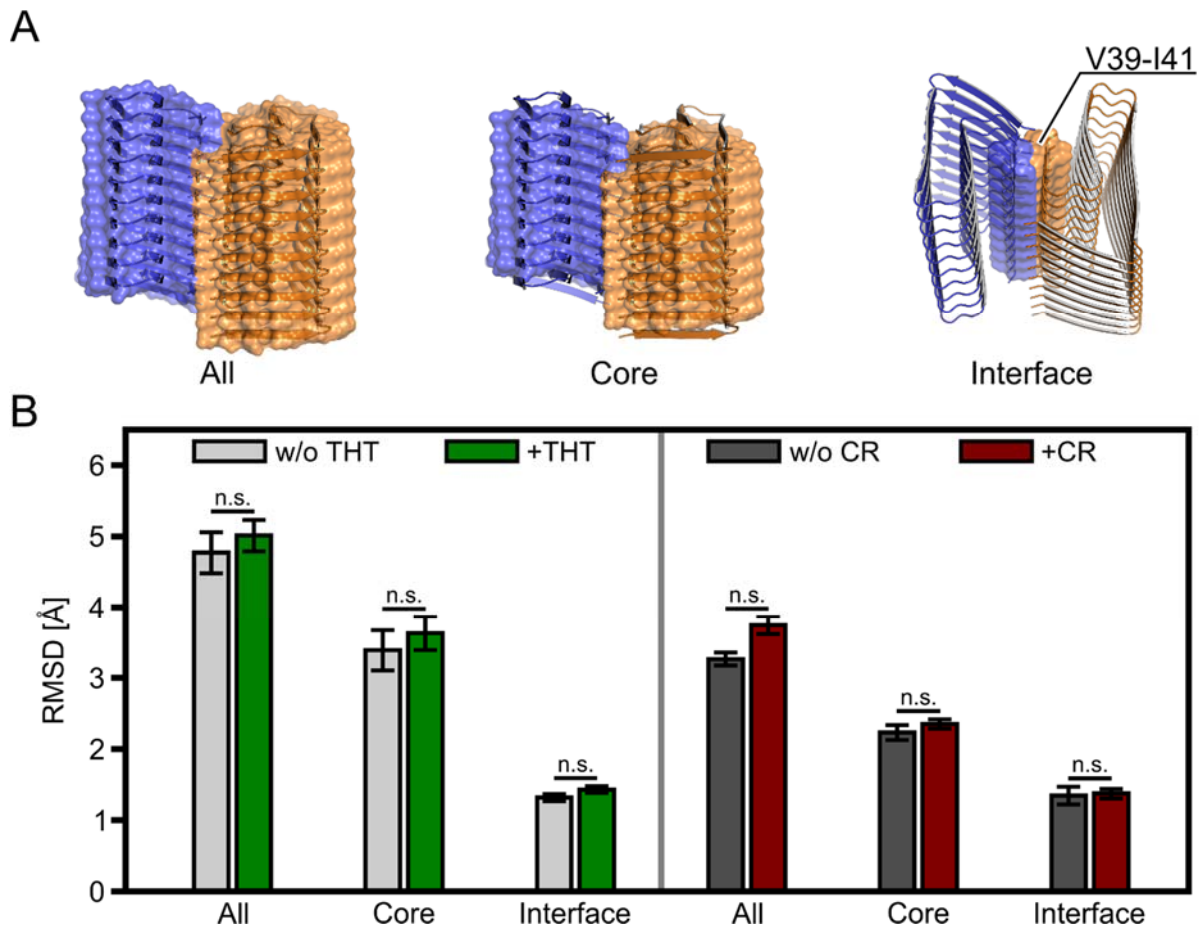 A
V39-I41
All
Core
Interface
B
w/o THT
+THT
w/o CR
+CR
RMSD [Å]
6
5
4
3
2
1
0
n.s.
n.s.
n.s.
n.s.
n.s.
n.s.
All
Core
Interface
All
Core
Interface